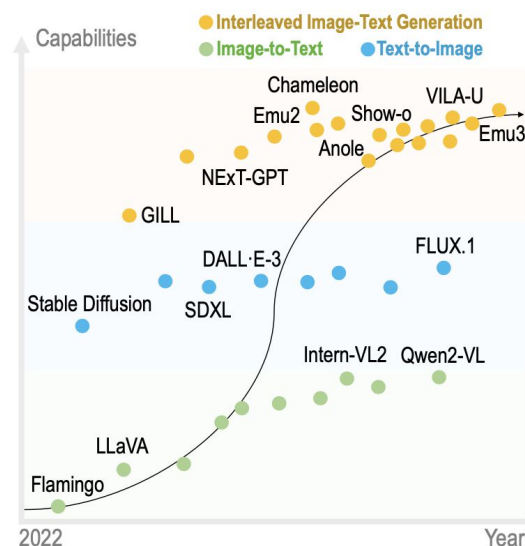 Interleaved Image-Text Generation
Image-to-Text
Text-to-Image
Capabilities
Chameleon
VILA-U
Emu2
Show-o
Emu3
Anole
NExT-GPT
GILL
FLUX.1
DALL·E-3
Stable Diffusion
SDXL
Intern-VL2
Qwen2-VL
LLaVA
Flamingo
2022
Year